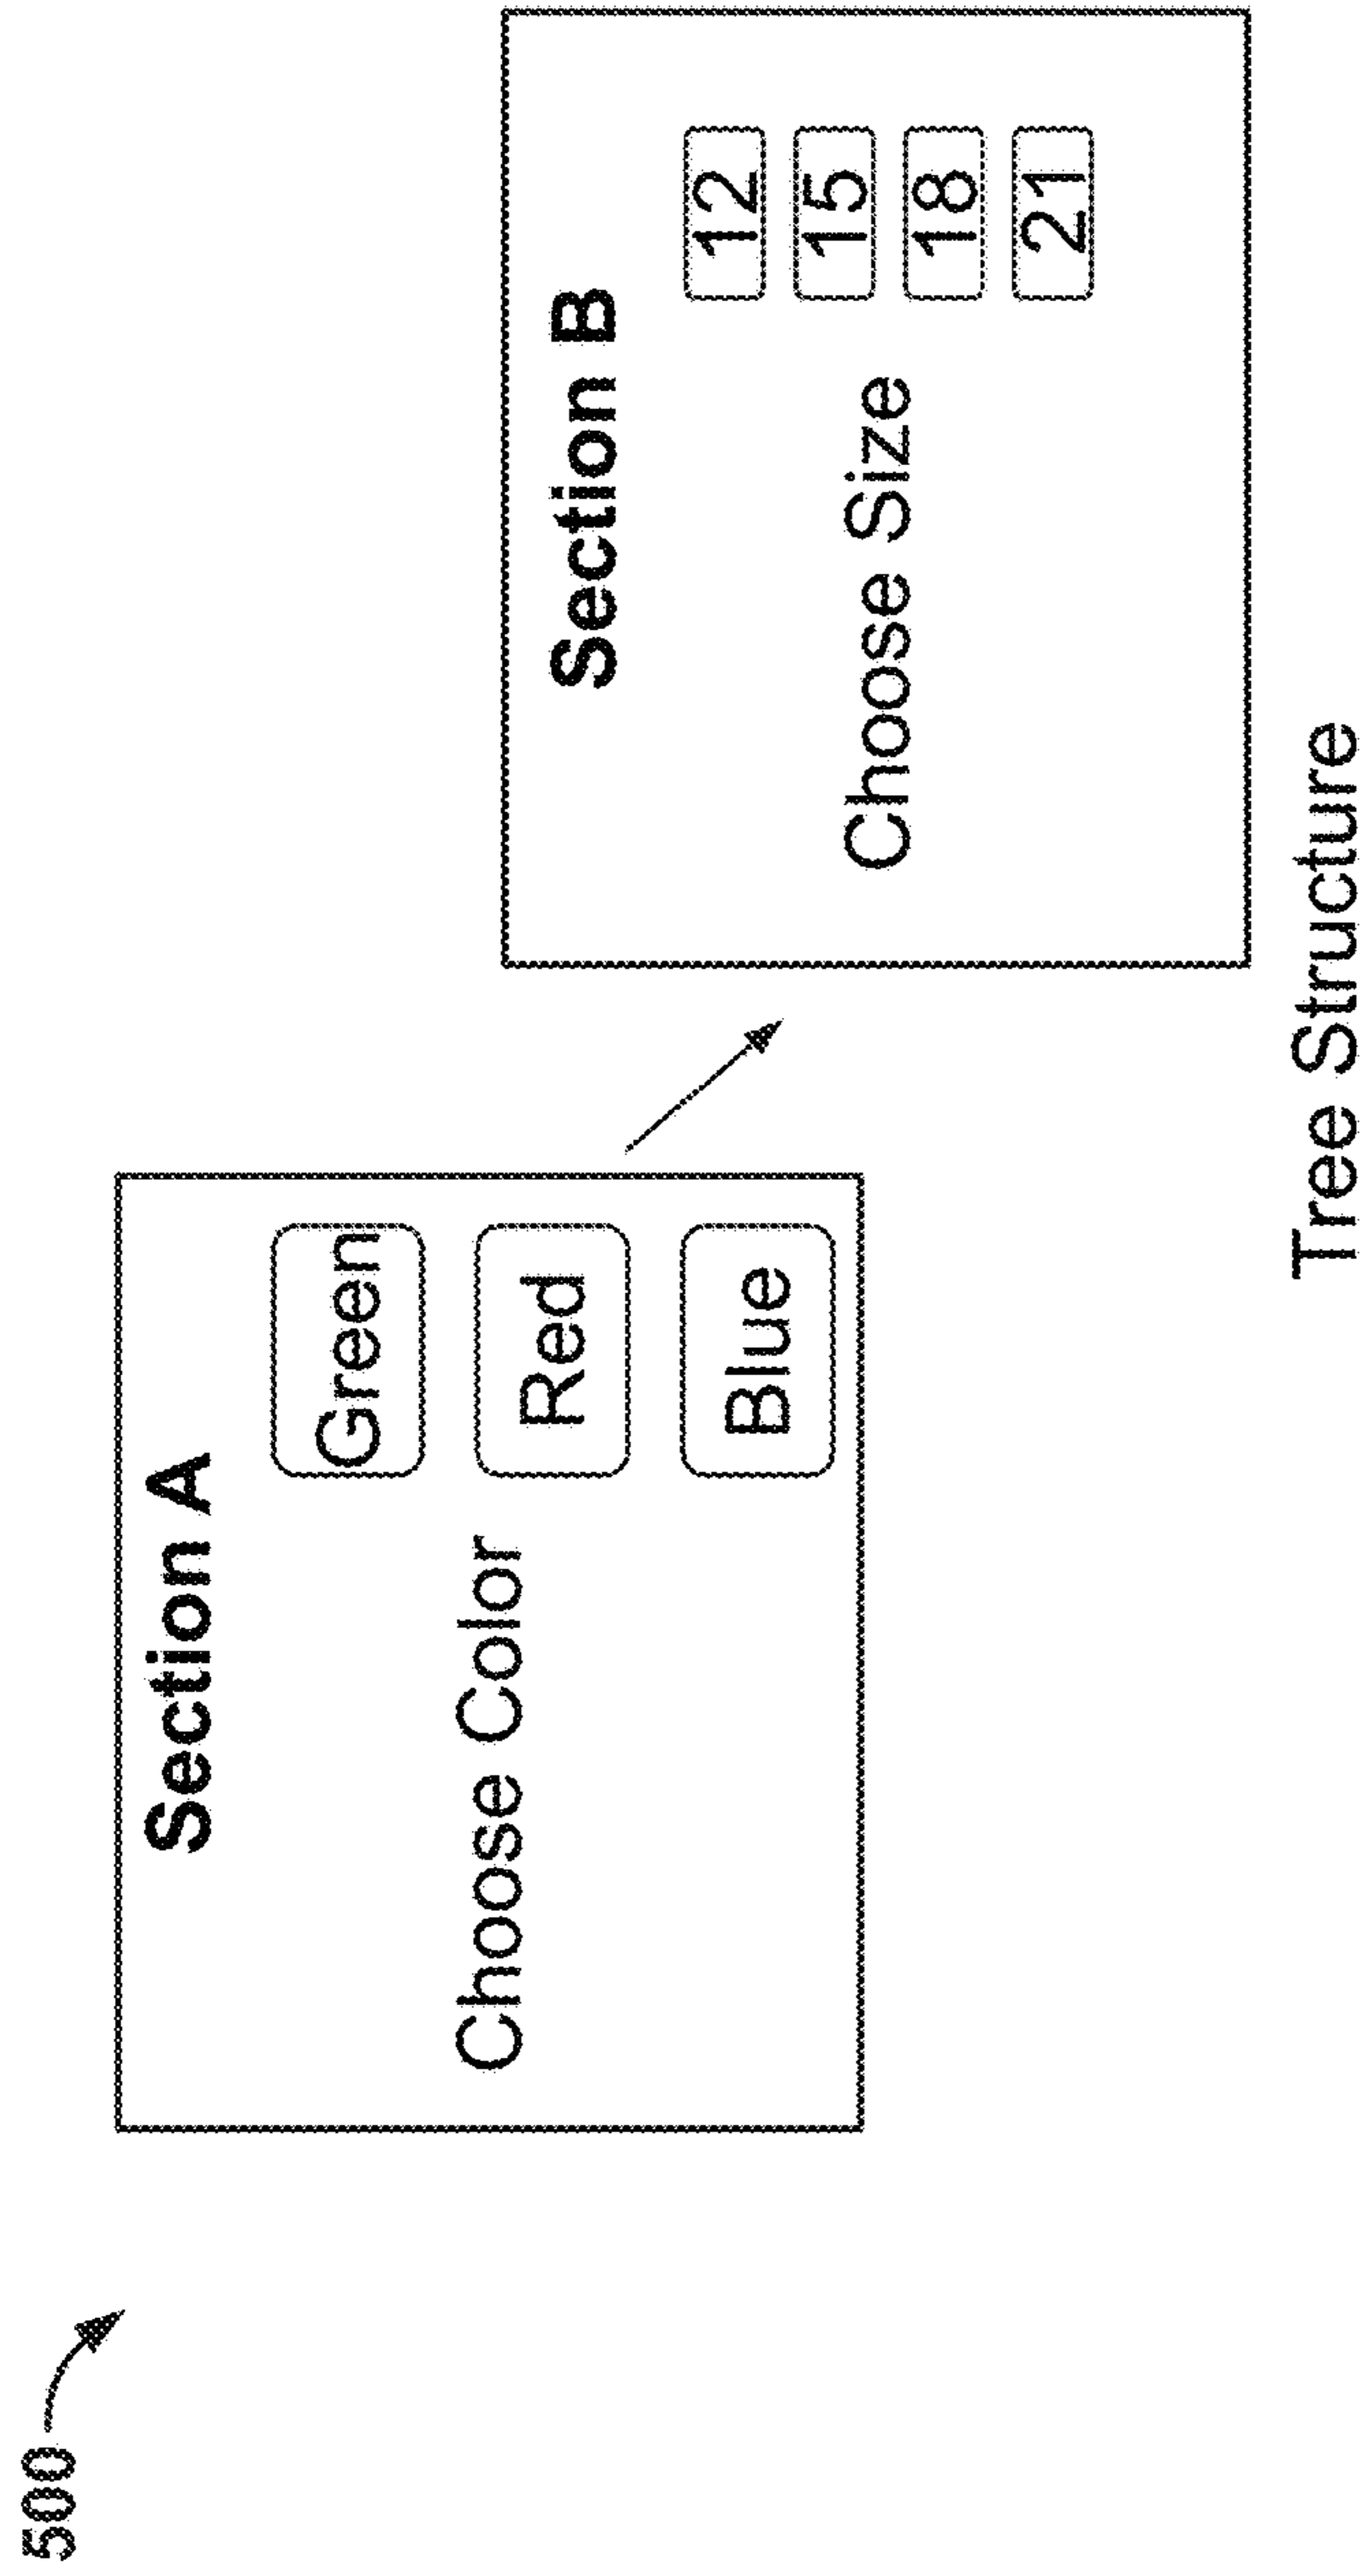 500
Section A
Choose Color
Green
Red
Blue
Section B
Choose Size
12
15
18
21
Tree Structure